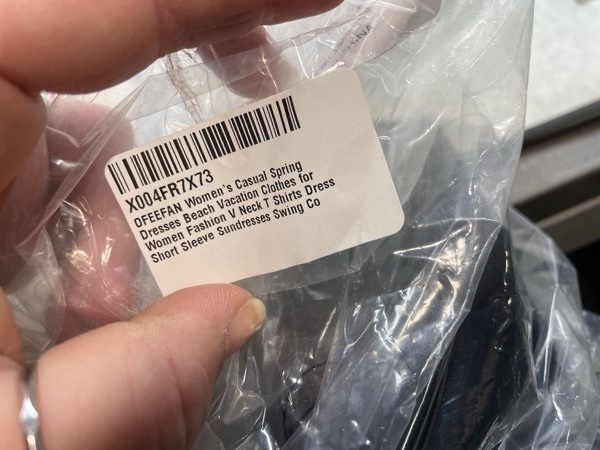 X004FR7X73
OFEEFAN Women's Casual Spring
Dresses Beach Vacation Clothes for
Women Fashion V Neck T Shirts Dress
Short Sleeve Sundresses Swing Co